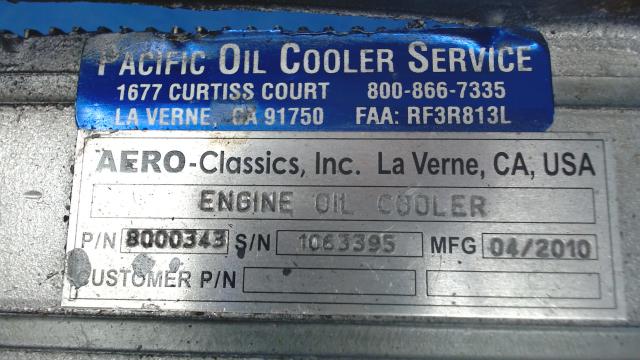 PACIFIC OIL COOLER SERVICE
1677 CURTISS COURT 800-866-7335
LA VERNE, CA 91750 FAA: RF3R813L
AERO-Classics, Inc. La Verne, CA, USA
ENGINE OIL COOLER
P/N 8000343 S/N 1063395 MFG 04/2010
CUSTOMER P/N